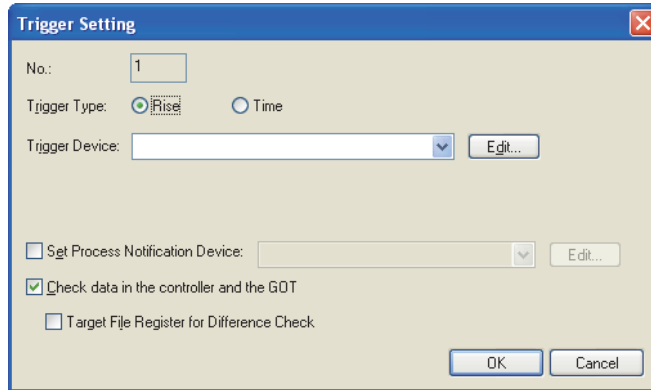 Trigger Setting
No.: 1
Trigger Type: Rise Time
Trigger Device: Edit...
Set Process Notification Device: Edit...
Check data in the controller and the GOT
Target File Register for Difference Check
OK Cancel